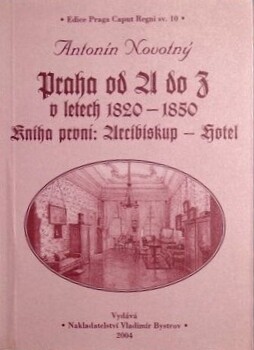 • Edice Praga Caput Regni sv. 10 •
Antonín Novotný
Praha od A do Z
v letech 1820 – 1850
Kniha první: Arcibiskup – Hotel
Vydává
• Nakladatelství Vladimír Bystrov •
2004